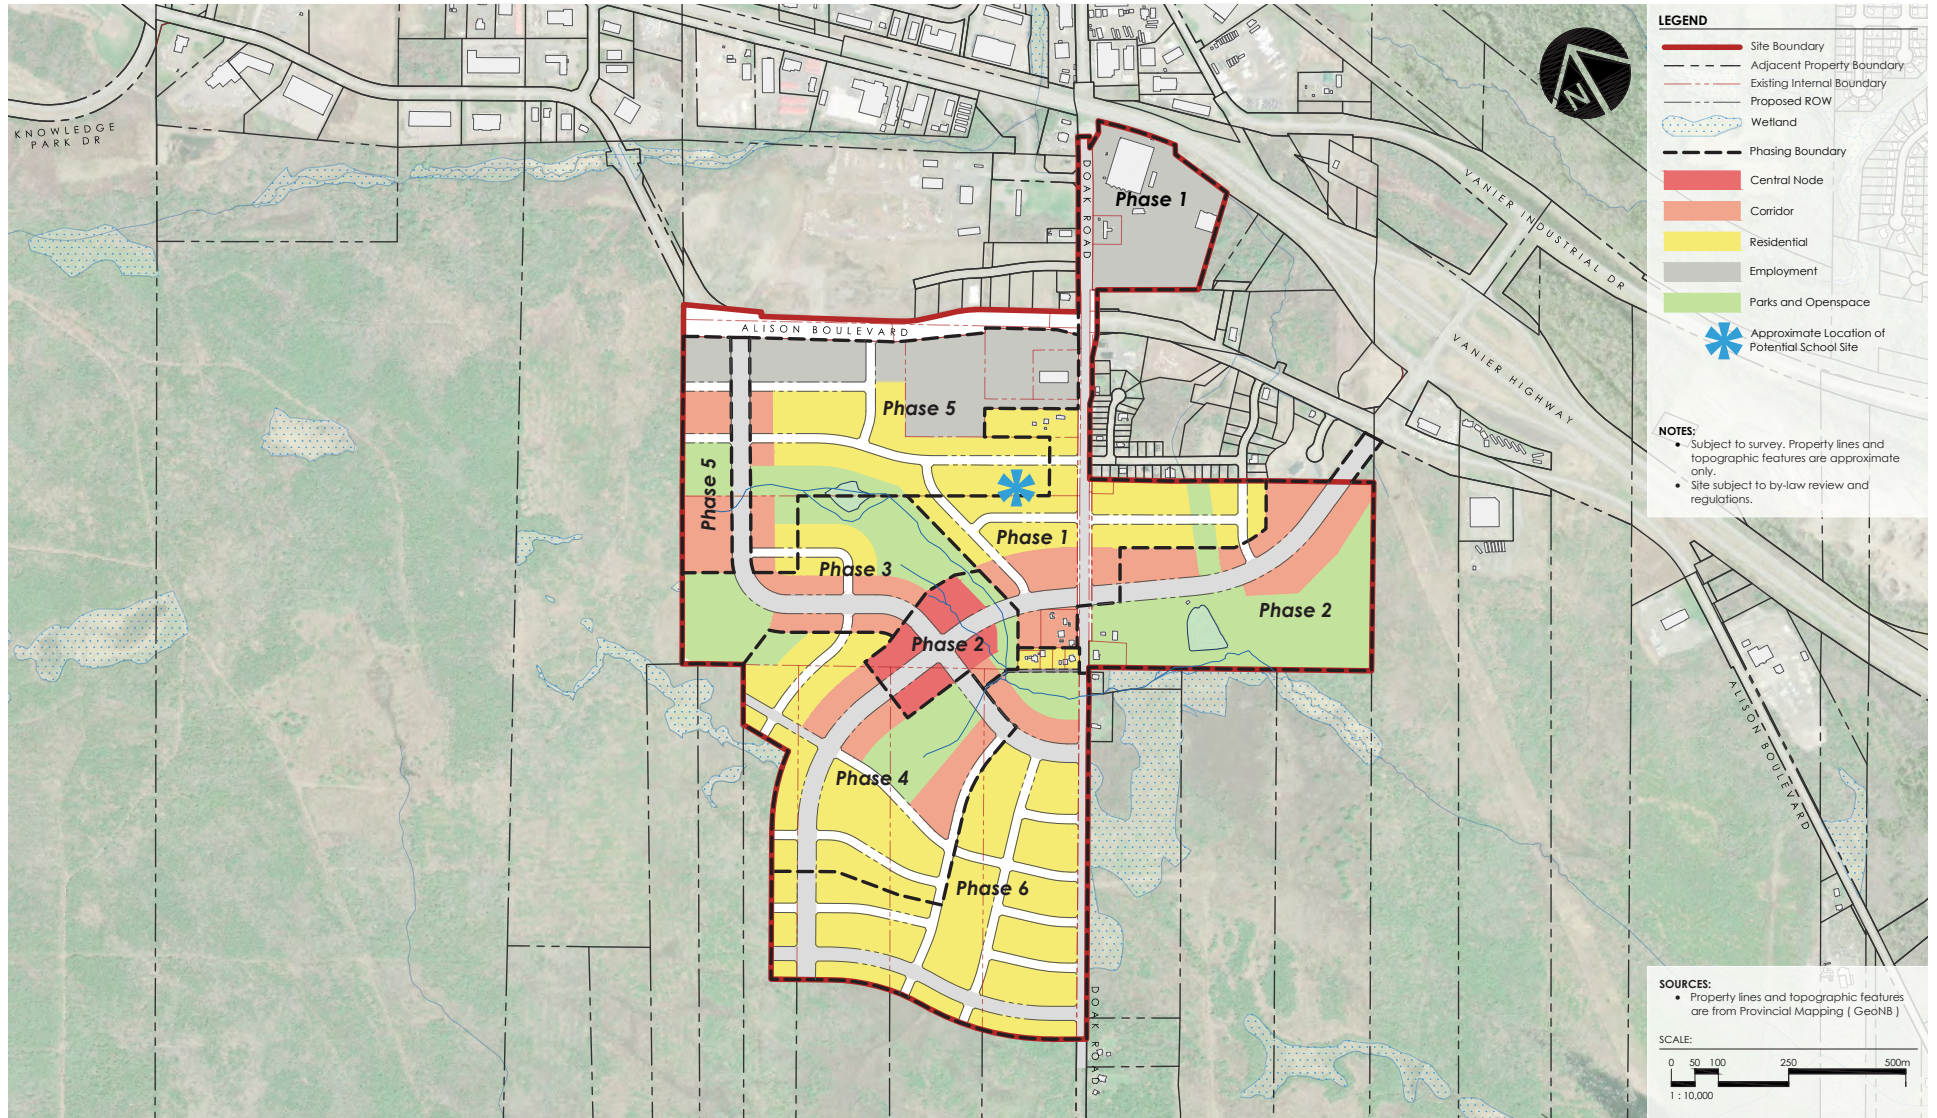 KNOWLEDGE
PARK DR
DOAK ROAD
Phase 1
VANIER INDUSTRIAL DR
ALISON BOULEVARD
VANIER HIGHWAY
Phase 5
Phase 5
Phase 1
Phase 3
Phase 2
Phase 2
Phase 4
Phase 6
ALISON BOULEVARD
DOAK ROAD
N
LEGEND
Site Boundary
Adjacent Property Boundary
Existing Internal Boundary
Proposed ROW
Wetland
Phasing Boundary
Central Node
Corridor
Residential
Employment
Parks and Openspace
Approximate Location of
Potential School Site
NOTES:
• Subject to survey. Property lines and
topographic features are approximate
only.
• Site subject to by-law review and
regulations.
SOURCES:
• Property lines and topographic features
are from Provincial Mapping ( GeoNB )
SCALE:
0 50 100 250 500m
1 : 10,000